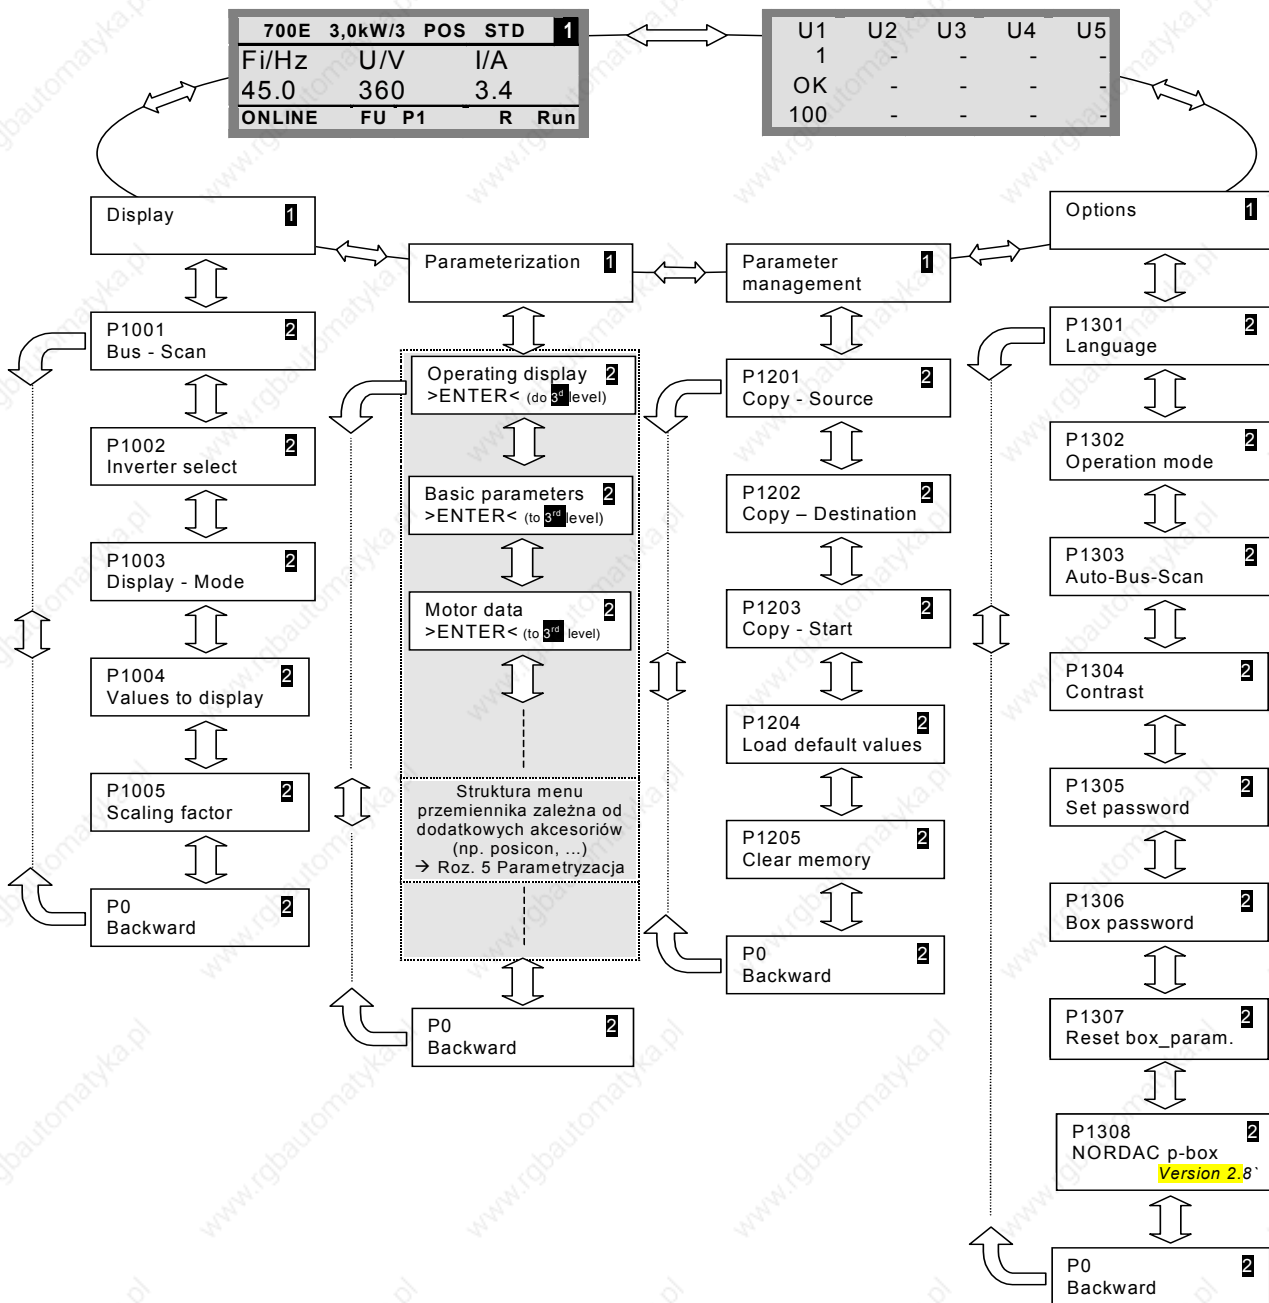 700E 3,0kW/3 POS STD 1
Fi/Hz U/V I/A
45.0 360 3.4
ONLINE FU P1 R Run
U1 U2 U3 U4 U5
1 - - - -
OK - - - -
100 - - - -
Display 1
Parameterization 1
Parameter 1
management
Options 1
P1001 2
Bus - Scan
P1002 2
Inverter select
P1003 2
Display - Mode
P1004 2
Values to display
P1005 2
Scaling factor
P0 2
Backward
Operating display 2
>ENTER< (do 3d level)
Basic parameters 2
>ENTER< (to 3rd level)
Motor data 2
>ENTER< (to 3rd level)
Struktura menu
przemiennika zależna od
dodatkowych akcesoriów
(np. posicon, ...)
→ Roz. 5 Parametryzacja
P0 2
Backward
P1201 2
Copy - Source
P1202 2
Copy – Destination
P1203 2
Copy - Start
P1204 2
Load default values
P1205 2
Clear memory
P0 2
Backward
P1301 2
Language
P1302 2
Operation mode
P1303 2
Auto-Bus-Scan
P1304 2
Contrast
P1305 2
Set password
P1306 2
Box password
P1307 2
Reset box_param.
P1308 2
NORDAC p-box
Version 2.8`
P0 2
Backward
www.rgbautomatyka.pl